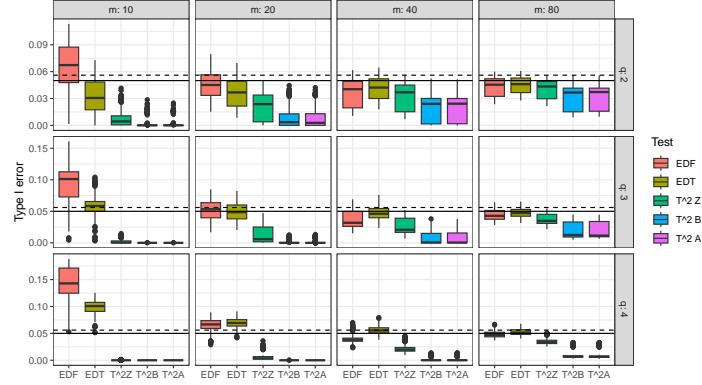 m: 10
m: 20
m: 40
m: 80
Type I error
0.09
0.06
0.03
0.00
q: 2
0.15
0.10
0.05
0.00
q: 3
0.15
0.10
0.05
0.00
q: 4
EDF EDT T^2Z T^2B T^2A
EDF EDT T^2Z T^2B T^2A
EDF EDT T^2Z T^2B T^2A
EDF EDT T^2Z T^2B T^2A
Test
EDF
EDT
T^2 Z
T^2 B
T^2 A